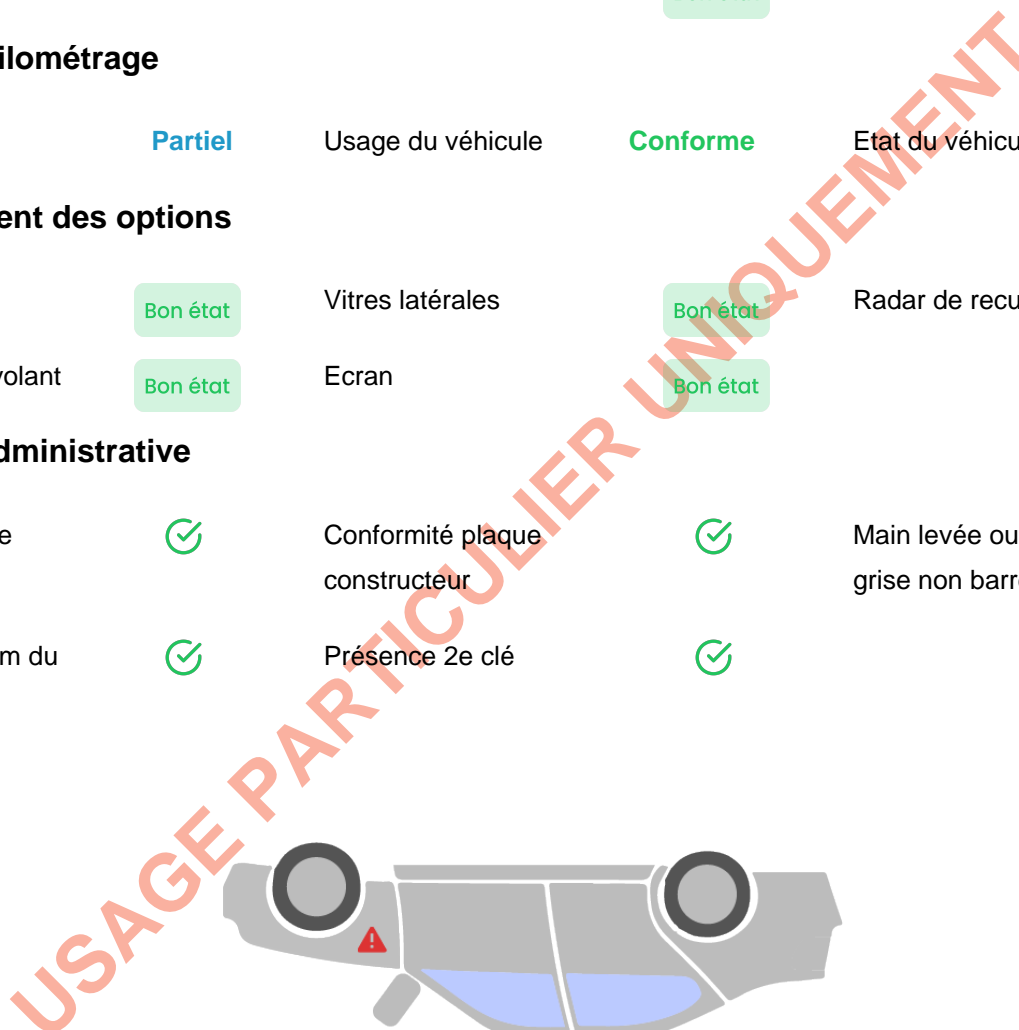 ilométrage
Partiel Usage du véhicule Conforme Etat du véhicu
ent des options
Bon état Vitres latérales Bon état Radar de recu
volant Bon état Ecran Bon état
dministrative
e Conformité plaque Main levée ou
constructeur grise non barr
m du Présence 2e clé
USAGE PARTICULIER UNIQUEMENT